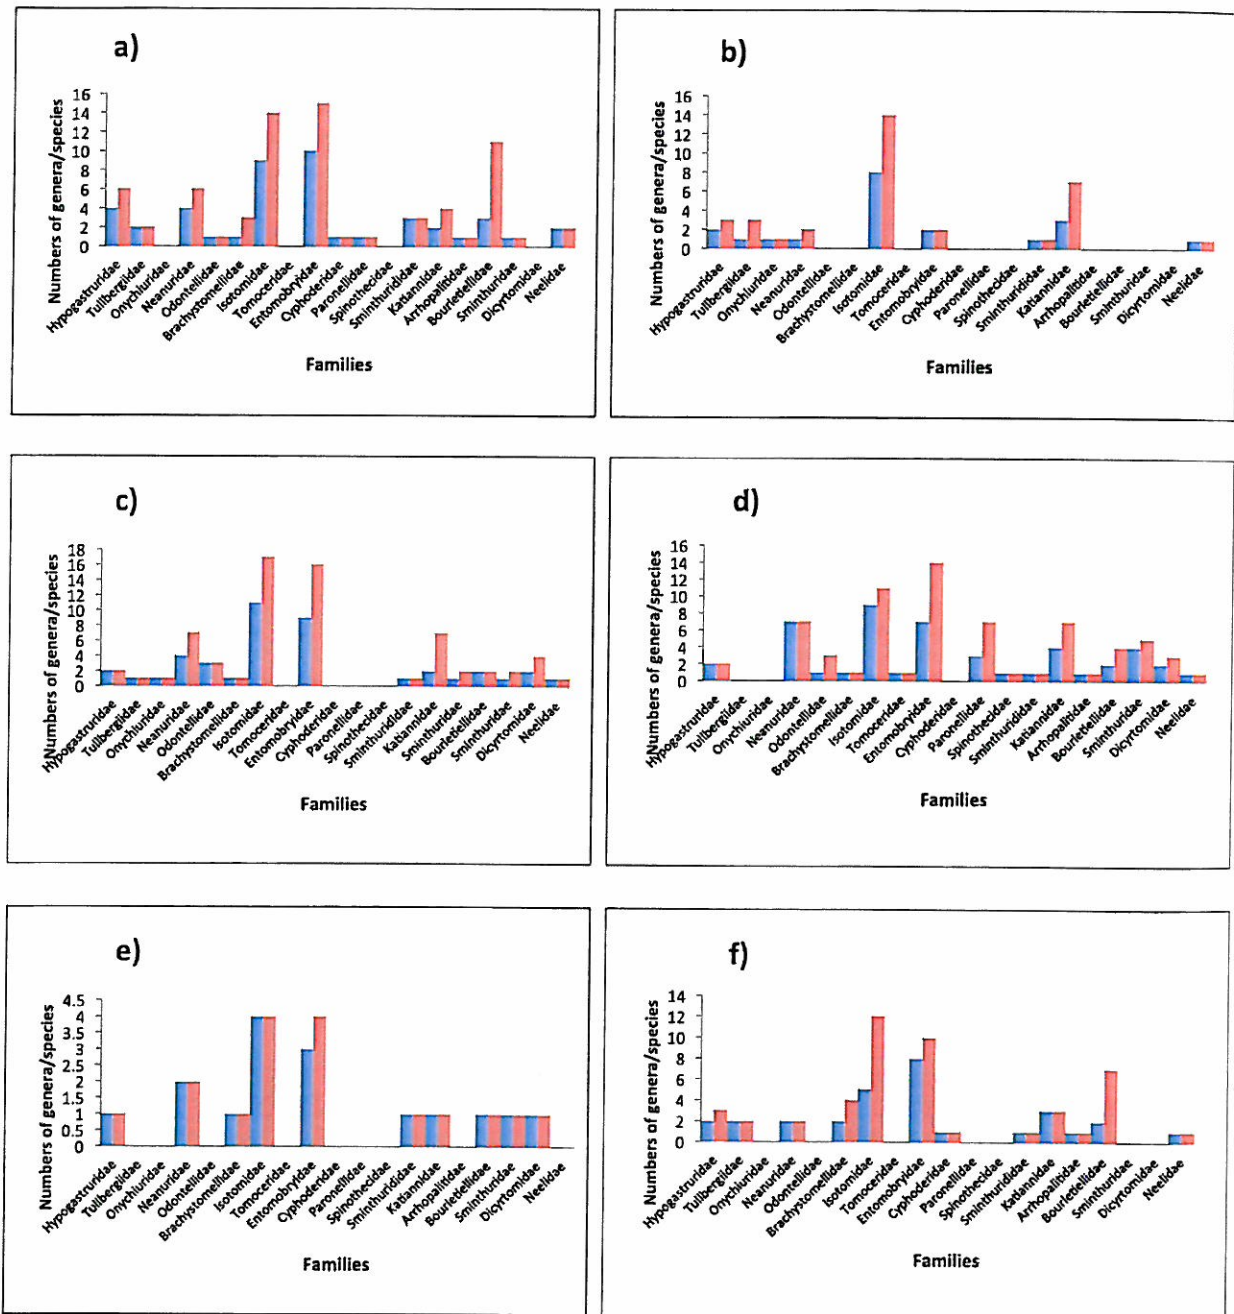 a)
Numbers of genera/species
16
14
12
10
8
6
4
2
0
Hypogastruridae
Tullbergidae
Onychiuridae
Neanuridae
Odontellidae
Brachystomellidae
Isotomidae
Tomoceridae
Entomobryidae
Cyphoderidae
Paronellidae
Spinothecidae
Sminthurididae
Katiannidae
Arrhopalitidae
Bourletiellidae
Sminthuridae
Dicyrtomidae
Neelidae
Families
b)
Numbers of genera/species
16
14
12
10
8
6
4
2
0
Hypogastruridae
Tullbergiidae
Onychiuridae
Neanuridae
Odontellidae
Brachystomellidae
Isotomidae
Tomoceridae
Entomobryidae
Cyphoderidae
Paronellidae
Spinothecidae
Sminthurididae
Katiannidae
Arrhopalitidae
Bourletiellidae
Sminthuridae
Dicyrtomidae
Neelidae
Families
c)
Numbers of genera/species
18
16
14
12
10
8
6
4
2
0
Hypogastruridae
Tullbergiidae
Onychiuridae
Neanuridae
Odontellidae
Brachystomellidae
Isotomidae
Tomoceridae
Entomobryidae
Cyphoderidae
Paronellidae
Spinothecidae
Sminthurididae
Katiannidae
Sminthuridae
Bourletiellidae
Sminthuridae
Dicyrtomidae
Neelidae
Families
d)
Numbers of genera/species
16
14
12
10
8
6
4
2
0
Hypogastruridae
Tullbergiidae
Onychiuridae
Neanuridae
Odontellidae
Brachystomellidae
Isotomidae
Tomoceridae
Entomobryidae
Cyphoderidae
Paronellidae
Spinothecidae
Sminthurididae
Katiannidae
Arrhopalitidae
Bourletiellidae
Sminthuridae
Dicyrtomidae
Neelidae
Families
e)
Numbers of genera/species
4.5
4
3.5
3
2.5
2
1.5
1
0.5
0
Hypogastruridae
Tullbergiidae
Onychiuridae
Neanuridae
Odontellidae
Brachystomellidae
Isotomidae
Tomoceridae
Entomobryidae
Cyphoderidae
Paronellidae
Spinothecidae
Sminthurididae
Katiannidae
Arrhopalitidae
Bourletiellidae
Sminthuridae
Dicyrtomidae
Neelidae
Families
f)
Numbers of genera/species
14
12
10
8
6
4
2
0
Hypogastruridae
Tullbergiidae
Onychiuridae
Neanuridae
Odontellidae
Brachystomellidae
Isotomidae
Tomoceridae
Entomobryidae
Cyphoderidae
Paronellidae
Spinothecidae
Sminthurididae
Katiannidae
Arrhopalitidae
Bourletiellidae
Sminthuridae
Dicyrtomidae
Neelidae
Families